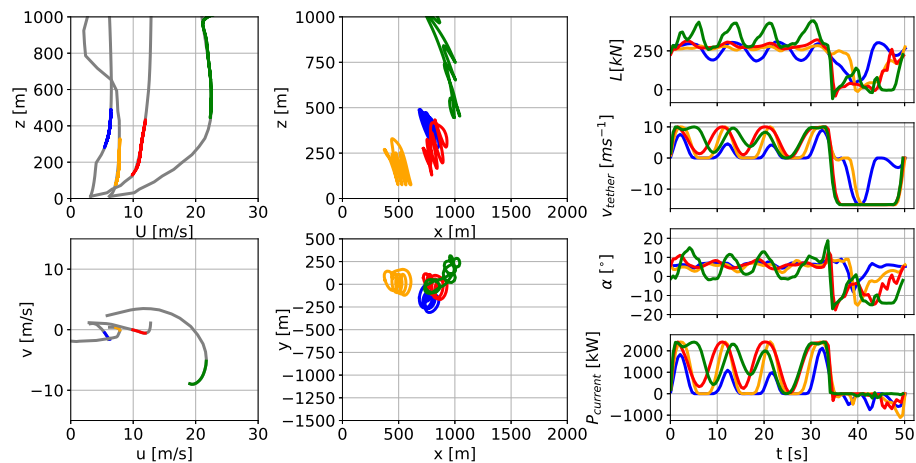 1000
800
600
400
200
0
z [m]
0 10 20 30
U [m/s]
1000
750
500
250
0
z [m]
0 500 1000 1500 2000
x [m]
10
0
−10
v [m/s]
0 10 20 30
u [m/s]
500
250
0
−250
−500
−750
−1000
−1250
−1500
y [m]
0 500 1000 1500 2000
x [m]
250
0
L[kN]
10
0
−10
v_tether [ms⁻¹]
20
10
0
−10
−20
α [°]
2000
1000
0
−1000
P_current [kW]
0 10 20 30 40 50
t [s]